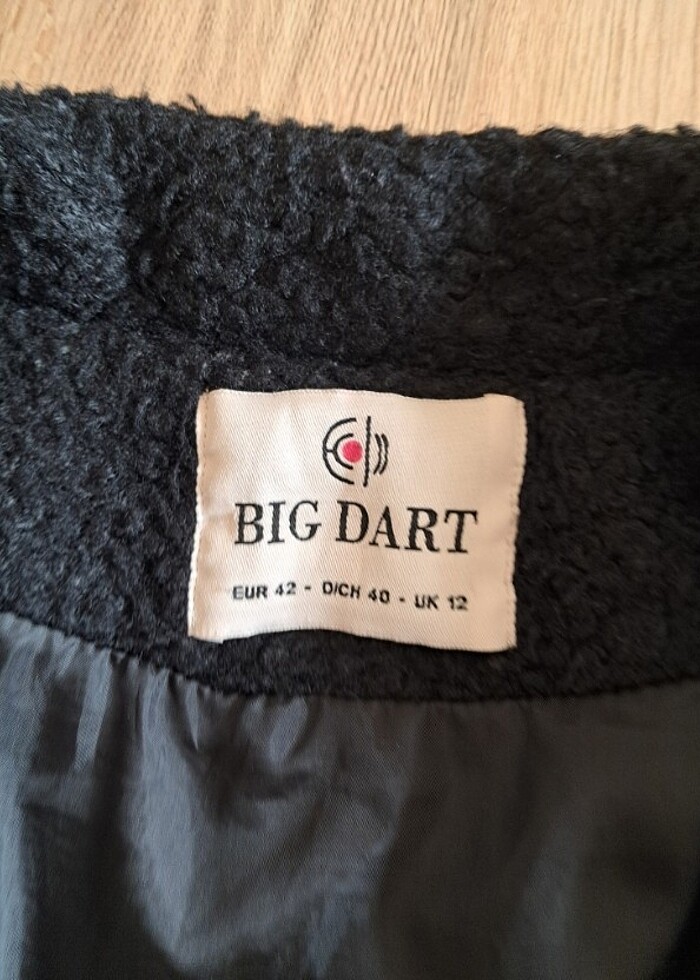 BIG DART
EUR 42 - D/CH 40 - UK 12